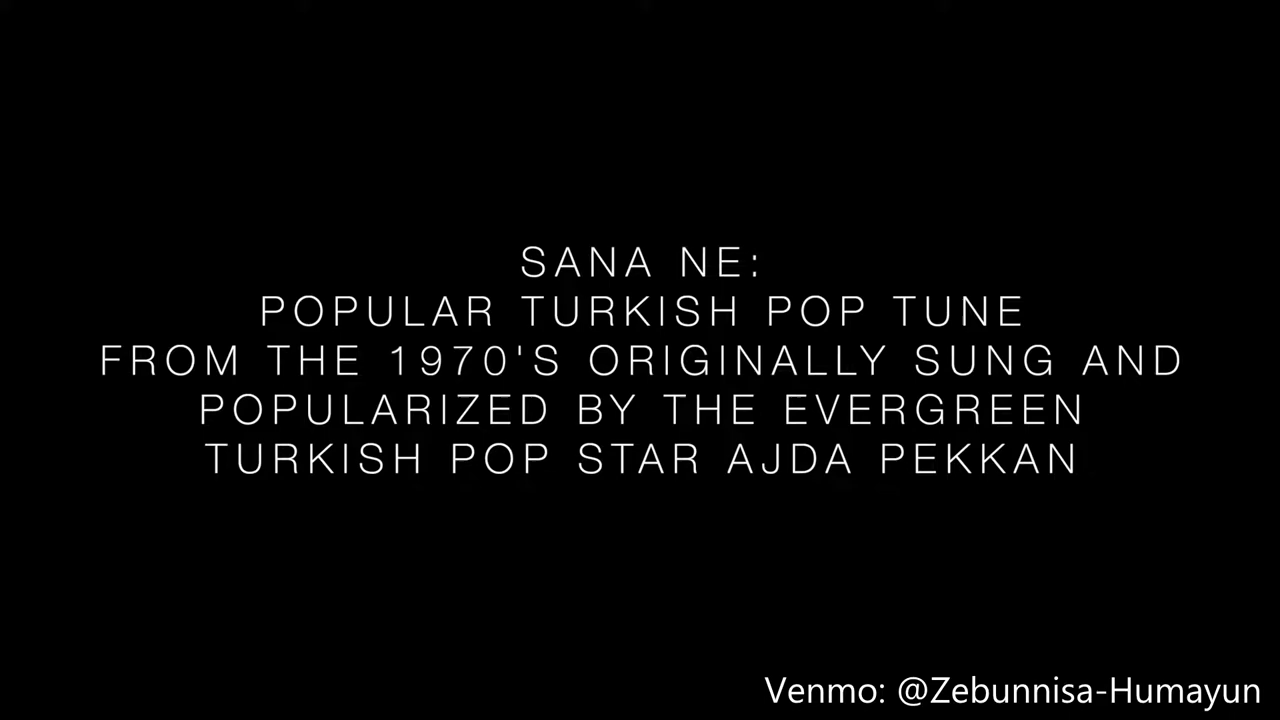 SANA NE:
POPULAR TURKISH POP TUNE
FROM THE 1970'S ORIGINALLY SUNG AND
POPULARIZED BY THE EVERGREEN
TURKISH POP STAR AJDA PEKKAN
Venmo: @Zebunnisa-Humayun